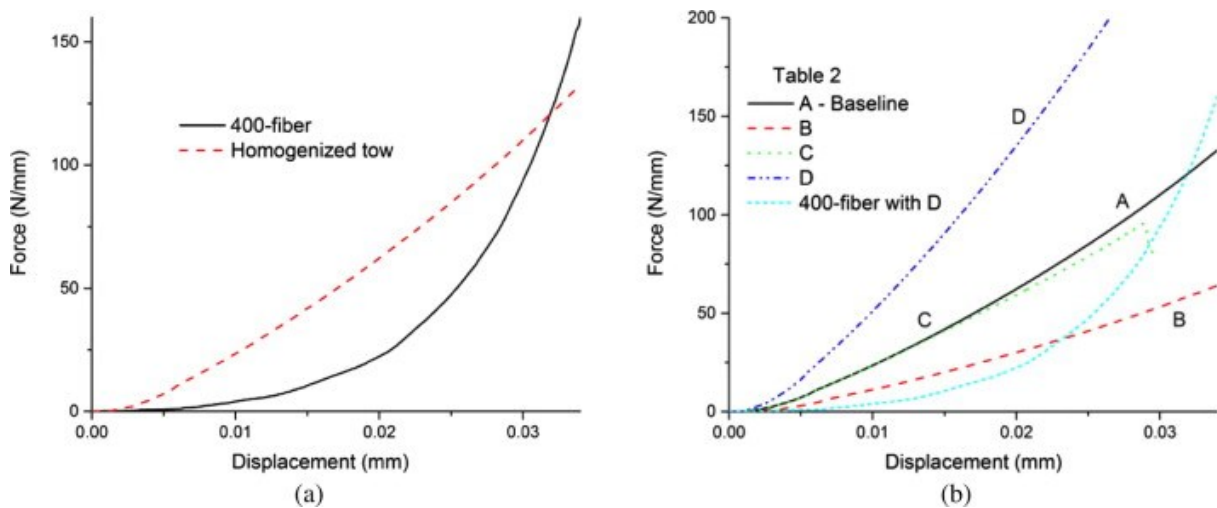 150
100
50
0
Force (N/mm)
400-fiber
Homogenized tow
0.00 0.01 0.02 0.03
Displacement (mm)
(a)
200
150
100
50
0
Force (N/mm)
Table 2
A - Baseline
B
C
D
400-fiber with D
D
A
C
B
0.00 0.01 0.02 0.03
Displacement (mm)
(b)